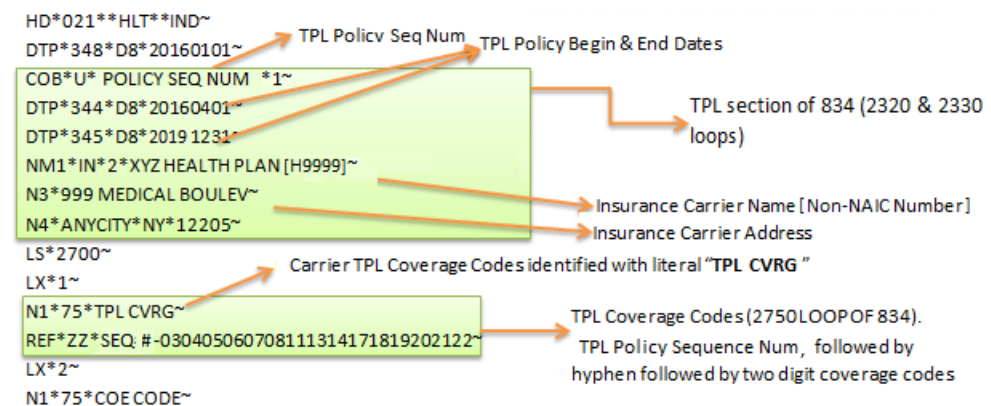 HD*021**HLT**IND~
DTP*348*D8*20160101~
TPL Policy Seq Num
TPL Policy Begin & End Dates
COB*U* POLICY SEQ NUM *1~
DTP*344*D8*20160401~
DTP*345*D8*2019 1231~
TPL section of 834 (2320 & 2330
loops)
NM1*IN*2*XYZ HEALTH PLAN [H9999]~
N3*999 MEDICAL BOULEV~
N4*ANYCITY*NY*12205~
Insurance Carrier Name [Non-NAIC Number]
Insurance Carrier Address
LS*2700~
LX*1~
Carrier TPL Coverage Codes identified with literal “TPL CVRG ”
N1*75*TPL CVRG~
REF*ZZ*SEQ: #-030405060708111314171819202122~
TPL Coverage Codes (2750 LOOP OF 834).
TPL Policy Sequence Num, followed by
hyphen followed by two digit coverage codes
LX*2~
N1*75*COE CODE~